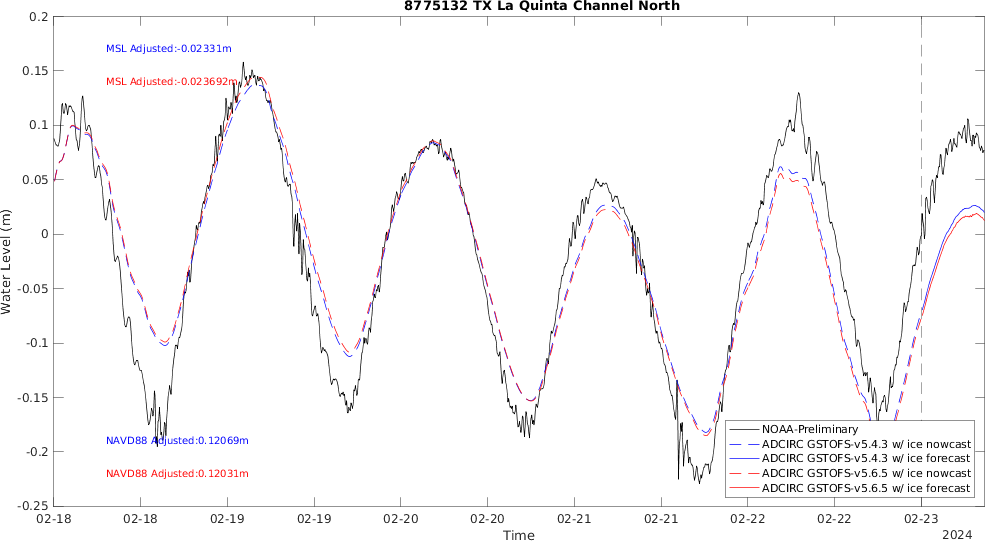 8775132 TX La Quinta Channel North
0.2
0.15
0.1
0.05
0
-0.05
-0.1
-0.15
-0.2
-0.25
Water Level (m)
MSL Adjusted:-0.02331m
MSL Adjusted:-0.023692m
NAVD88 Adjusted:0.12069m
NAVD88 Adjusted:0.12031m
NOAA-Preliminary
ADCIRC GSTOFS-v5.4.3 w/ ice nowcast
ADCIRC GSTOFS-v5.4.3 w/ ice forecast
ADCIRC GSTOFS-v5.6.5 w/ ice nowcast
ADCIRC GSTOFS-v5.6.5 w/ ice forecast
02-18 02-18 02-19 02-19 02-20 02-20 02-21 02-21 02-22 02-22 02-23
Time
2024